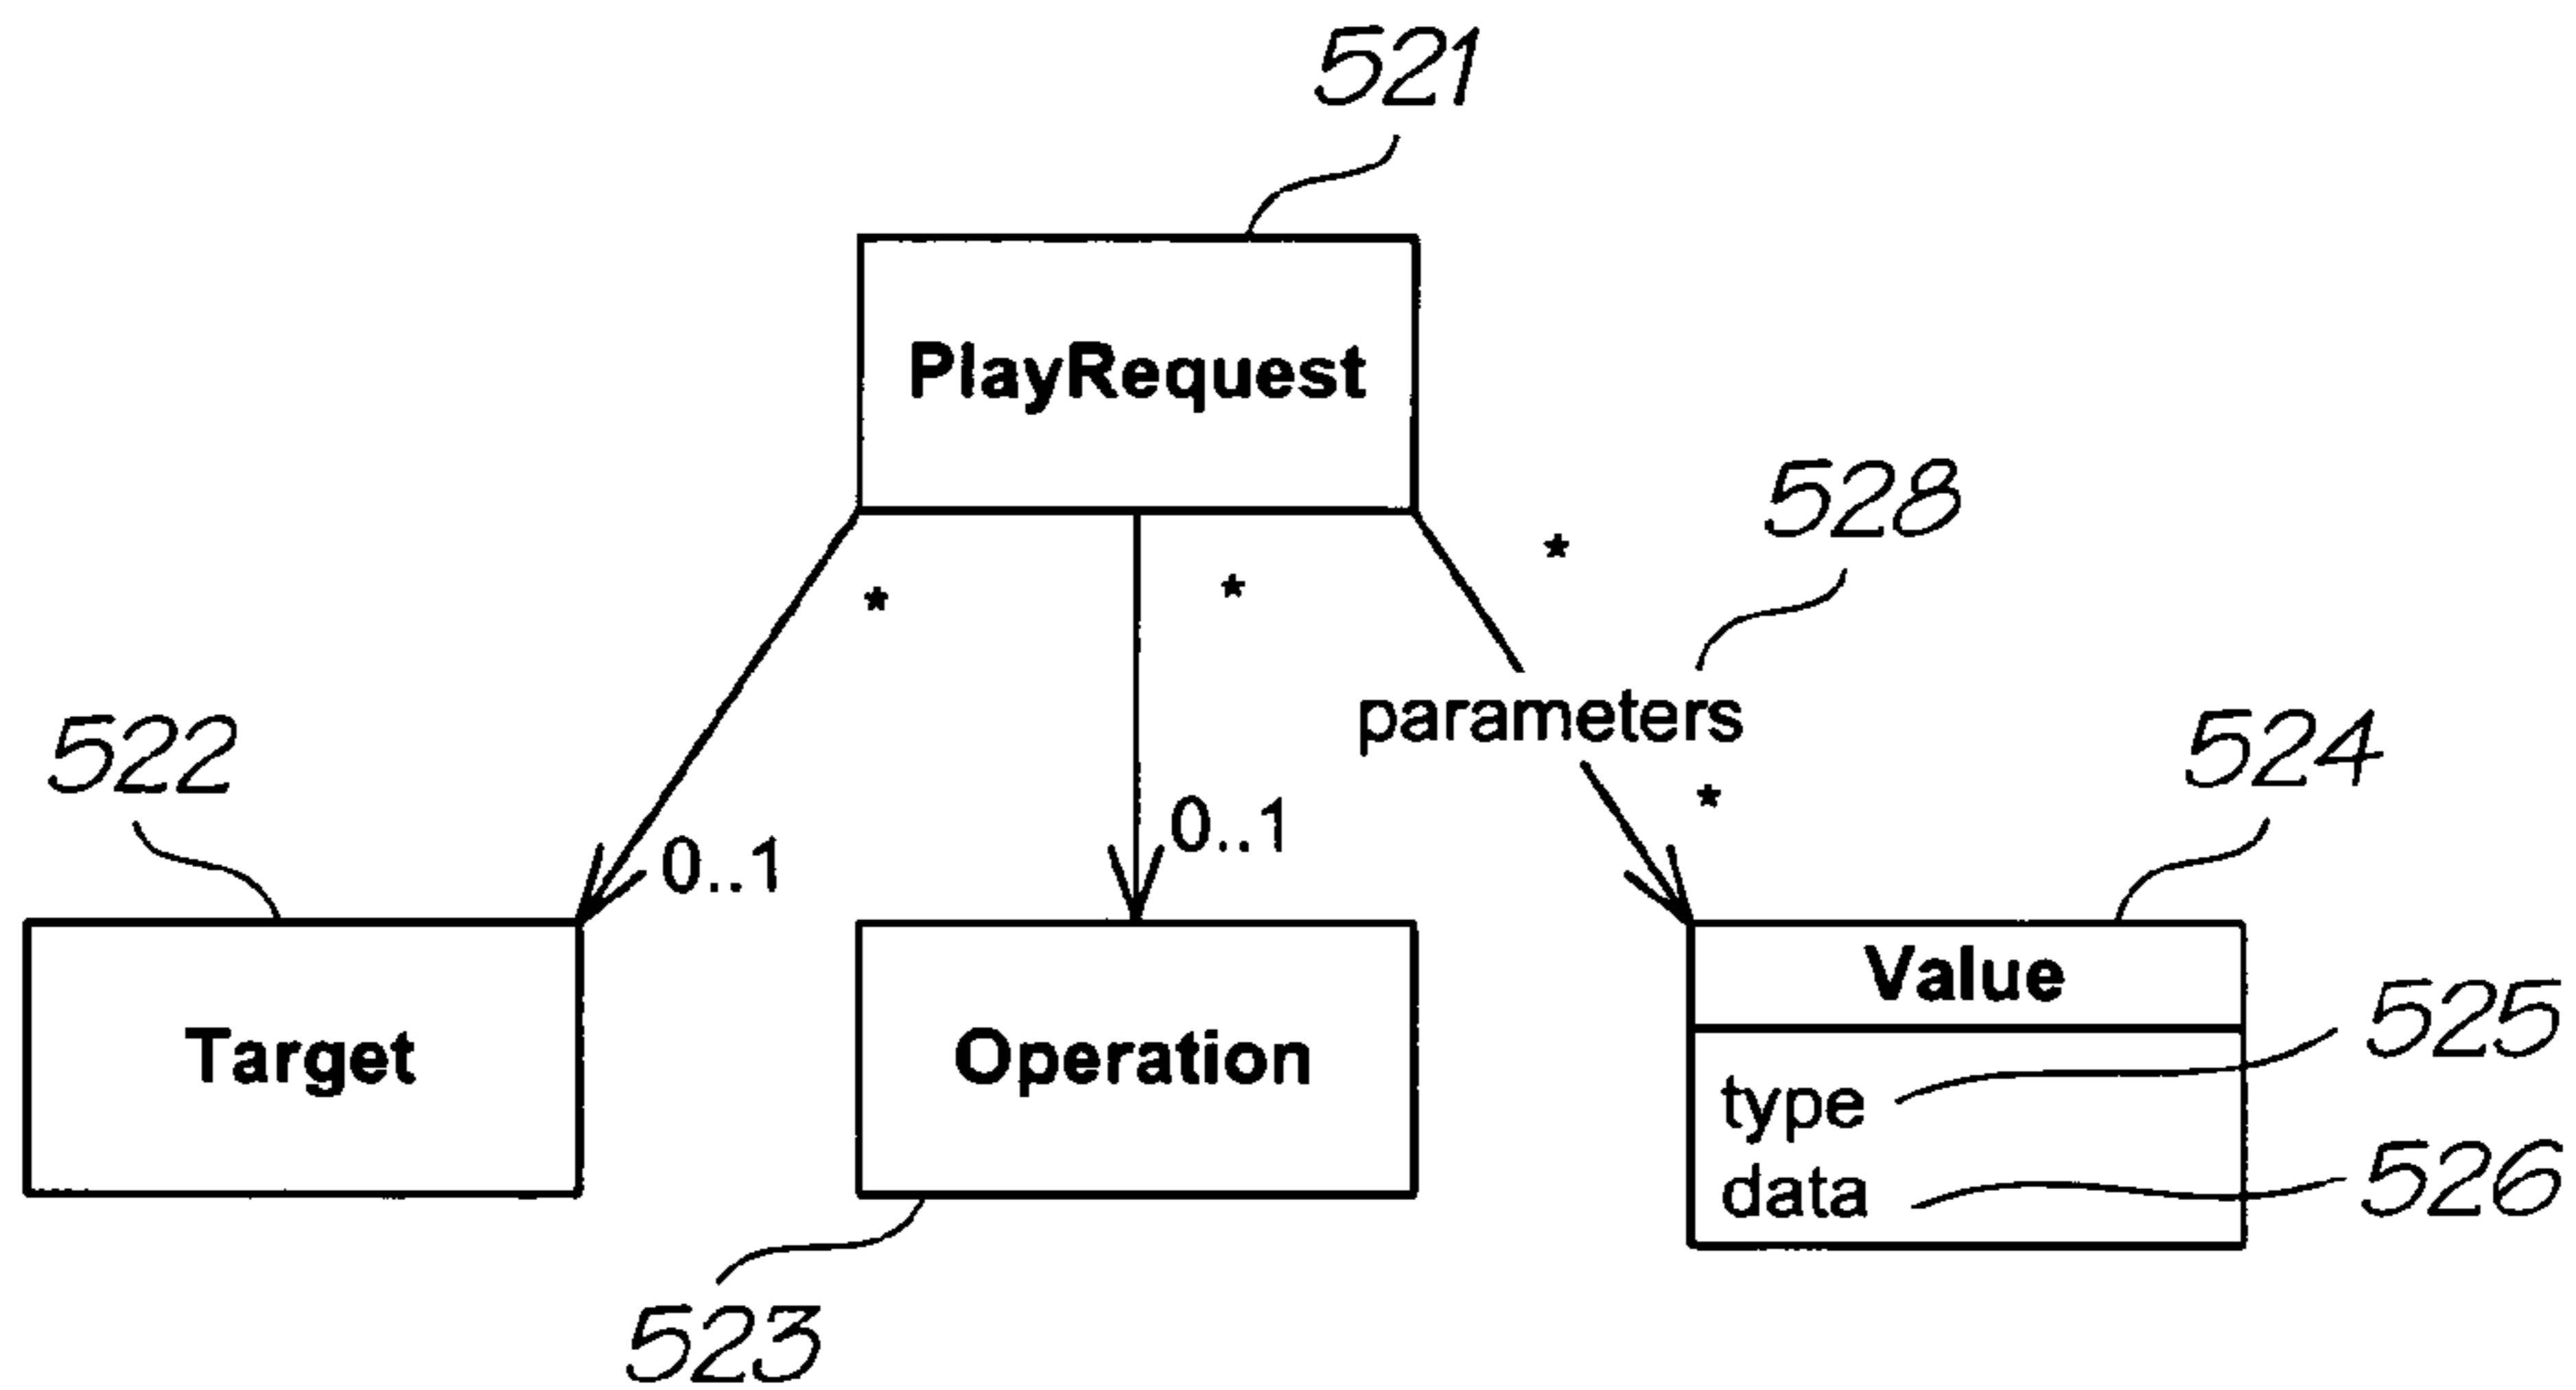 521
PlayRequest
528
* * *
parameters
522
524
*
0..1 0..1
Value
Target
Operation
type 525
data 526
523